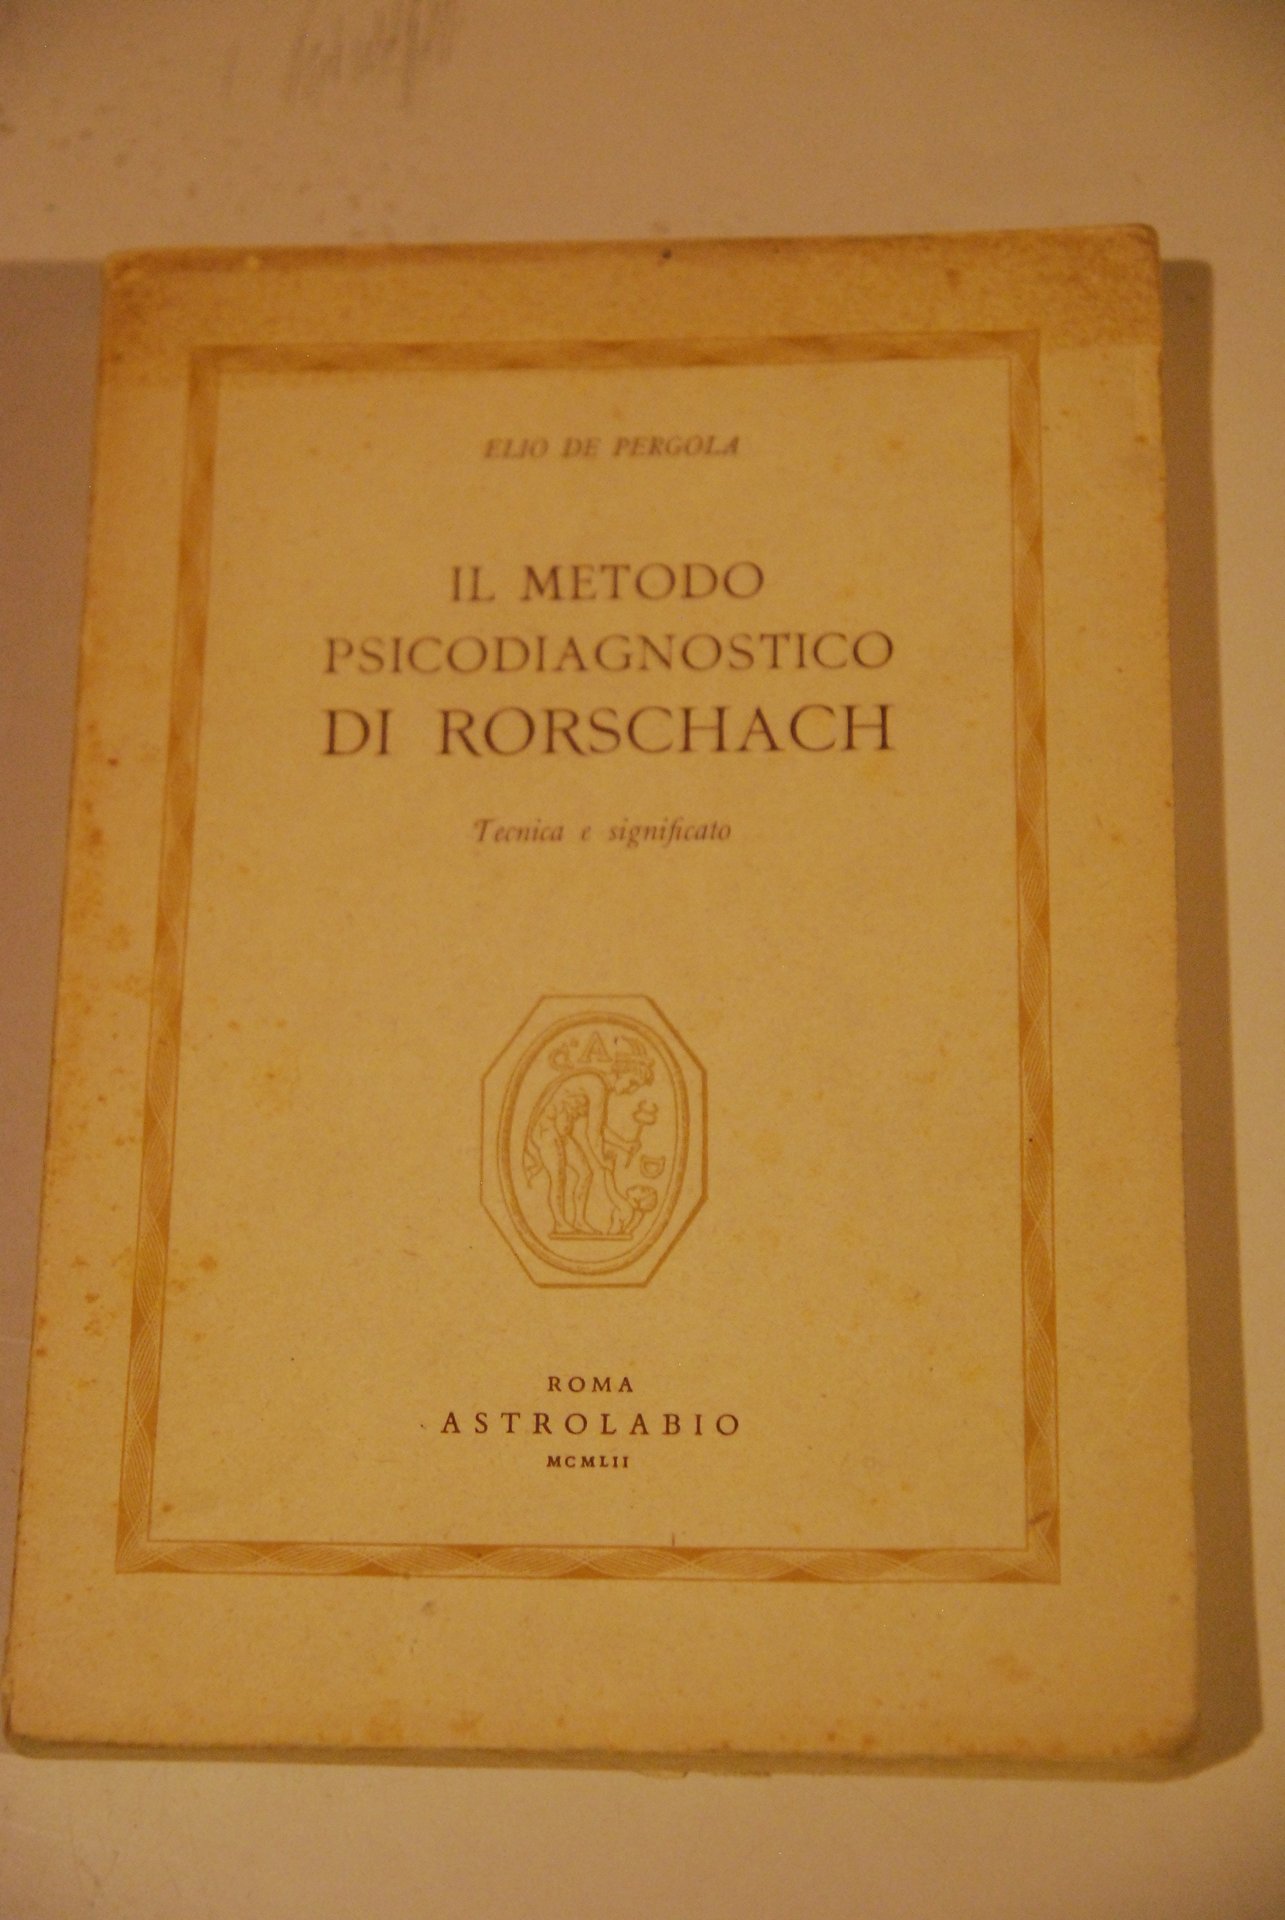 ELIO DE PERGOLA
IL METODO
PSICODIAGNOSTICO
DI RORSCHACH
Tecnica e significato
ROMA
ASTROLABIO
MCMLII